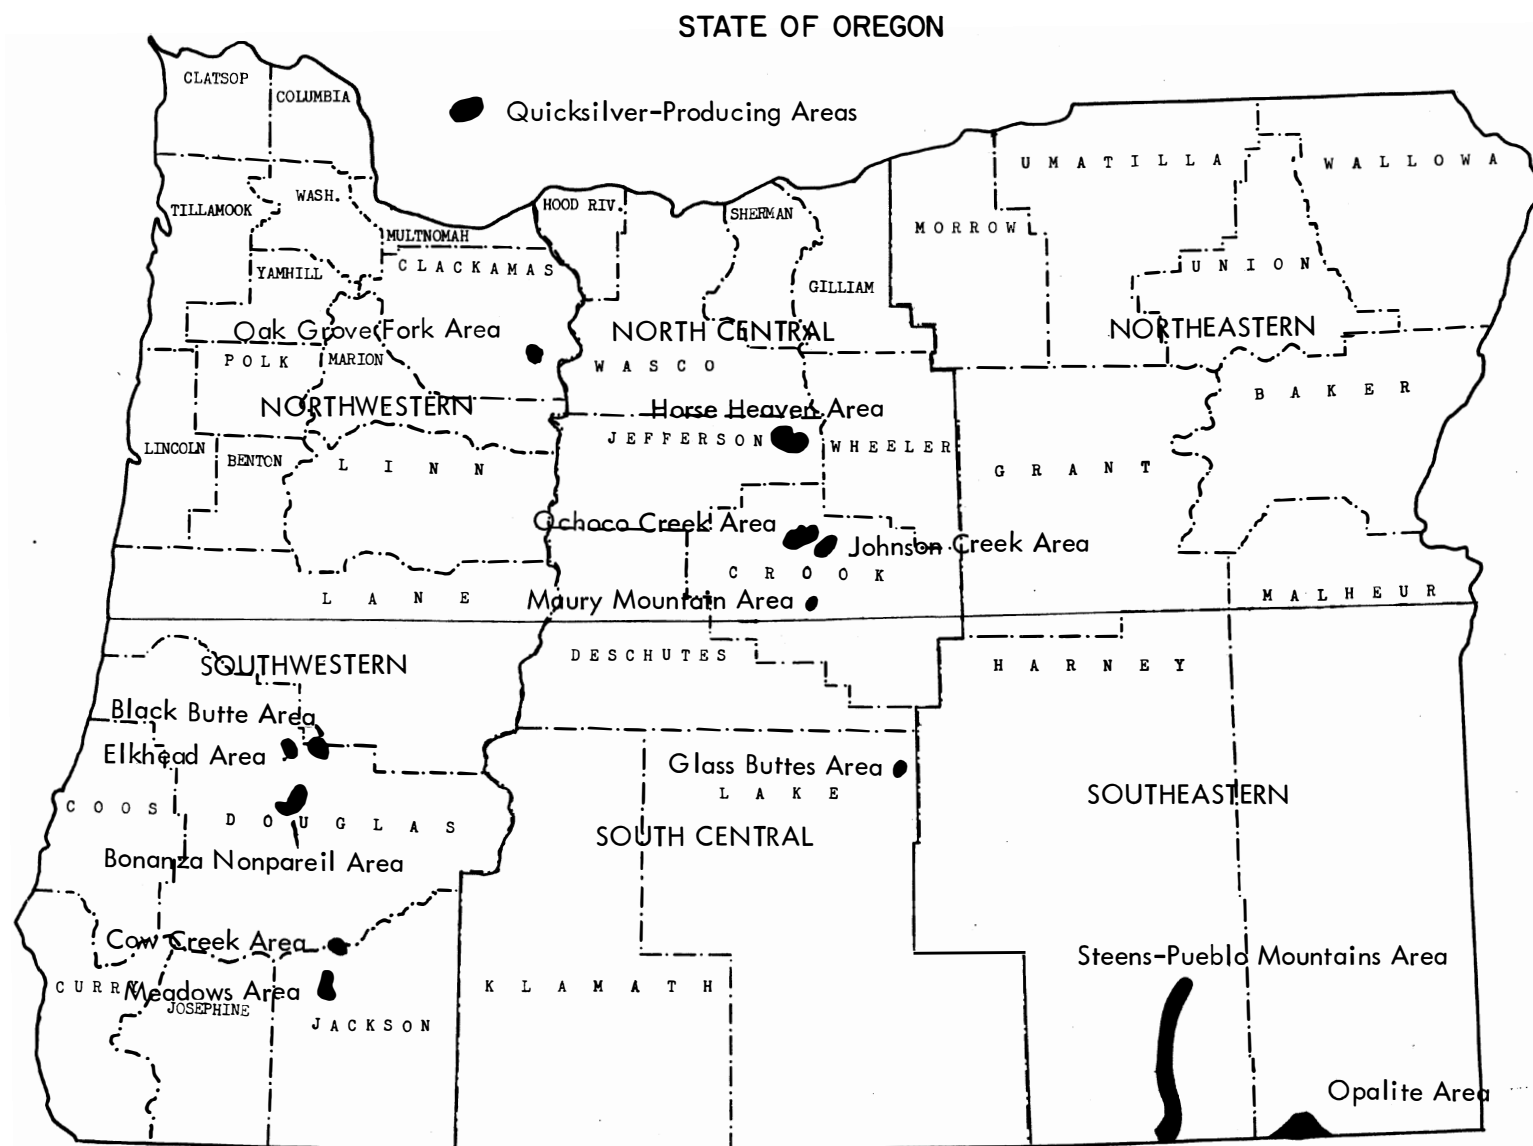 STATE OF OREGON
CLATSOP
COLUMBIA
Quicksilver-Producing Areas
UMATILLA
WALLOWA
WASH.
TILLAMOOK
HOOD RIV.
SHERMAN
MORROW
MULTNOMAH
CLACKAMAS
YAMHILL
UNION
GILLIAM
Oak Grove Fork Area
NORTH CENTRAL
NORTHEASTERN
POLK
MARION
WASCO
BAKER
NORTHWESTERN
Horse Heaven Area
JEFFERSON
WHEELER
LINCOLN
BENTON
LINN
GRANT
Ochoco Creek Area
Johnson Creek Area
CROOK
LANE
Maury Mountain Area
MALHEUR
SOUTHWESTERN
DESCHUTES
HARNEY
Black Butte Area
Elkhead Area
Glass Buttes Area
LAKE
SOUTHEASTERN
COOS
DOUGLAS
SOUTH CENTRAL
Bonanza Nonpareil Area
Cow Creek Area
Steens-Pueblo Mountains Area
CURRY
Meadows Area
KLAMATH
JOSEPHINE
JACKSON
Opalite Area